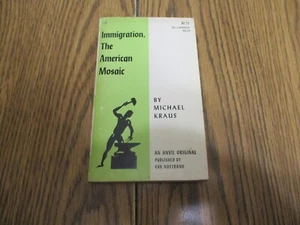 Immigration,
The
American
Mosaic
BY
MICHAEL
KRAUS
AN ANVIL ORIGINAL
PUBLISHED BY
VAN NOSTRAND